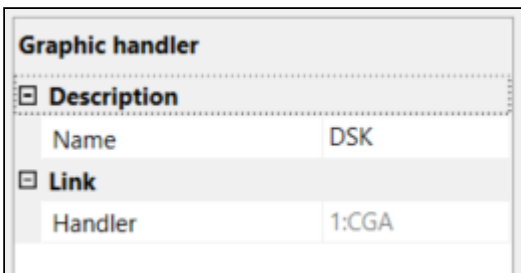 Graphic handler
Description
Name DSK
Link
Handler 1:CGA